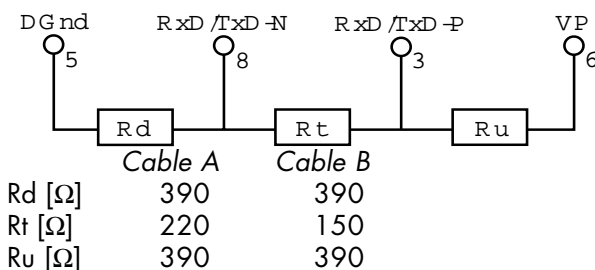 DGnd RxD/TxD-N RxD/TxD-P VP
5 8 3 6
Rd Rt Ru
Cable A Cable B
Rd [Ω] 390 390
Rt [Ω] 220 150
Ru [Ω] 390 390